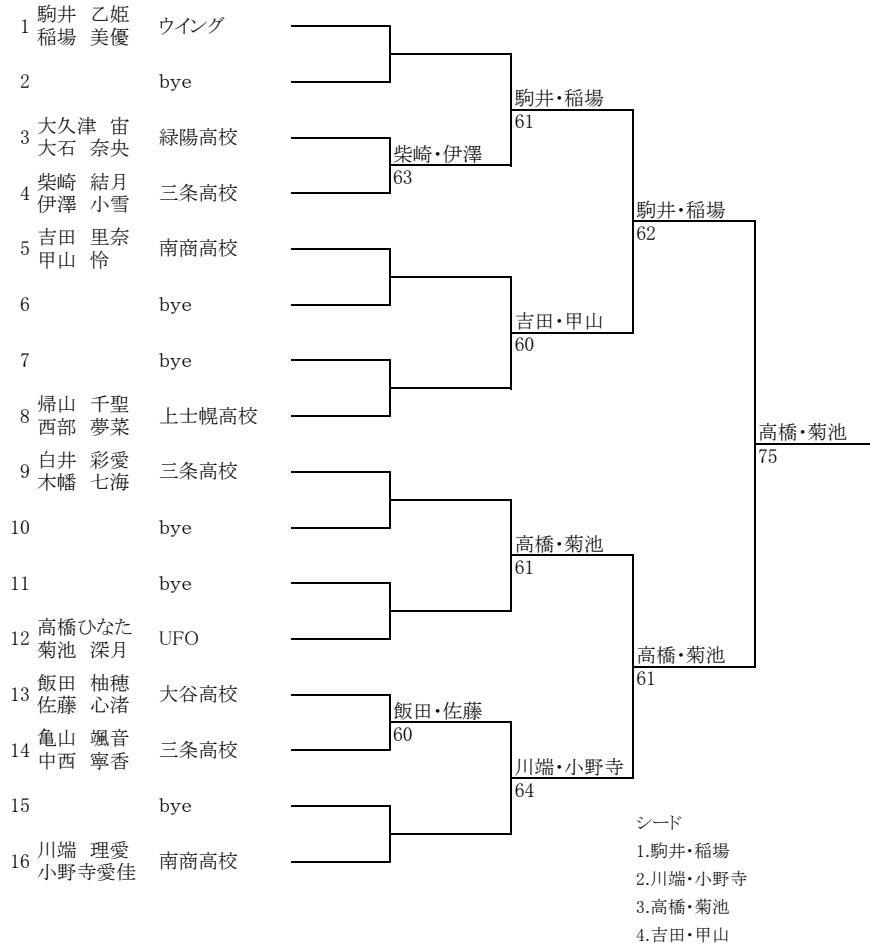 駒井　乙姫
1 ウイング
稲場　美優
2 bye
駒井・稲場
61
大久津　宙
3 緑陽高校
大石　奈央
柴崎・伊澤
63
柴崎　結月
4 三条高校
伊澤　小雪
駒井・稲場
62
吉田　里奈
5 南商高校
甲山　怜
6 bye
吉田・甲山
60
7 bye
帰山　千聖
8 上士幌高校
西部　夢菜
高橋・菊池
75
白井　彩愛
9 三条高校
木幡　七海
10 bye
高橋・菊池
61
11 bye
高橋ひなた
12 UFO
菊池　深月
高橋・菊池
61
飯田　柚穂
13 大谷高校
佐藤　心渚
飯田・佐藤
60
亀山　颯音
14 三条高校
中西　寧香
川端・小野寺
64
15 bye
川端　理愛
16 南商高校
小野寺愛佳
シード
1.駒井・稲場
2.川端・小野寺
3.高橋・菊池
4.吉田・甲山